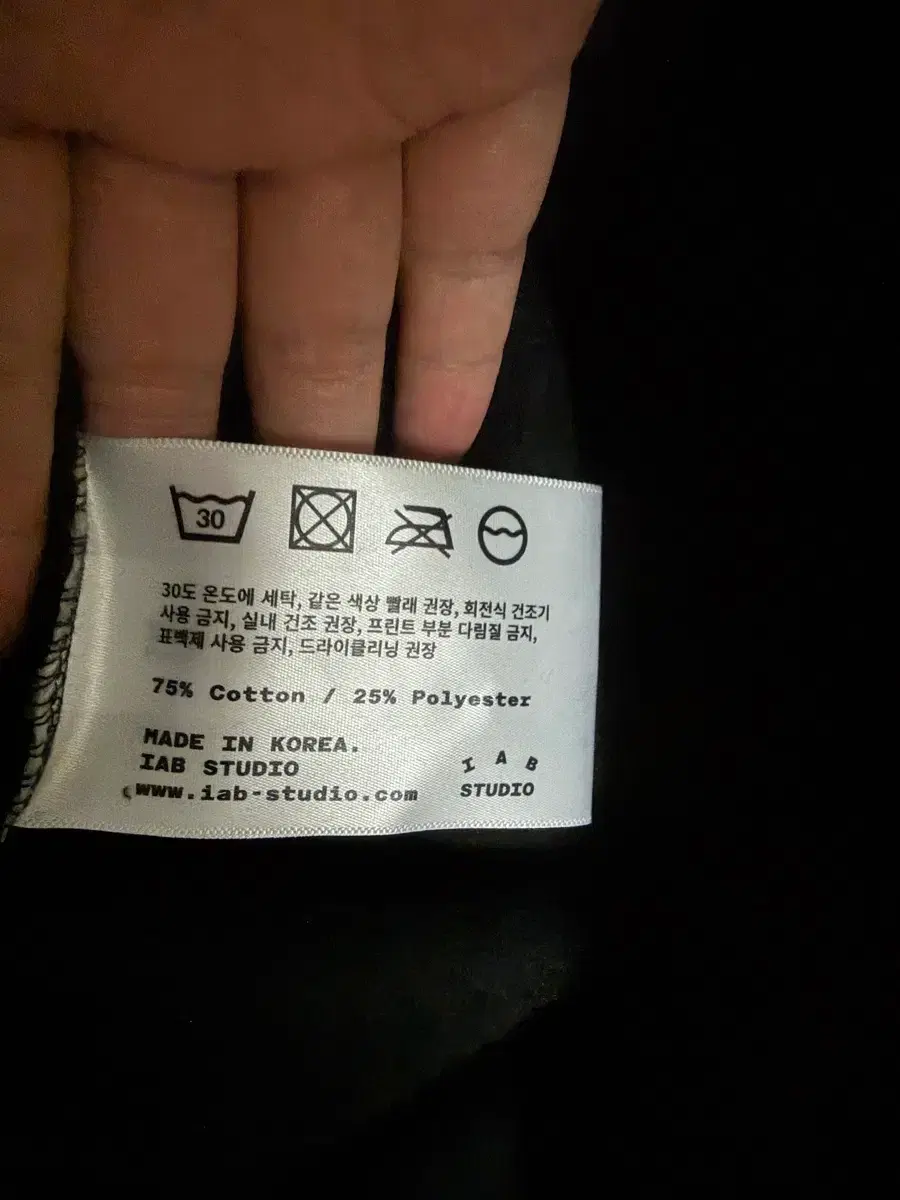 30
30도 온도에 세탁, 같은 색상 빨래 권장, 회전식 건조기
사용 금지, 실내 건조 권장, 프린트 부분 다림질 금지,
표백제 사용 금지, 드라이클리닝 권장
75% Cotton / 25% Polyester
MADE IN KOREA.
IAB STUDIO
www.iab-studio.com
I A B
STUDIO